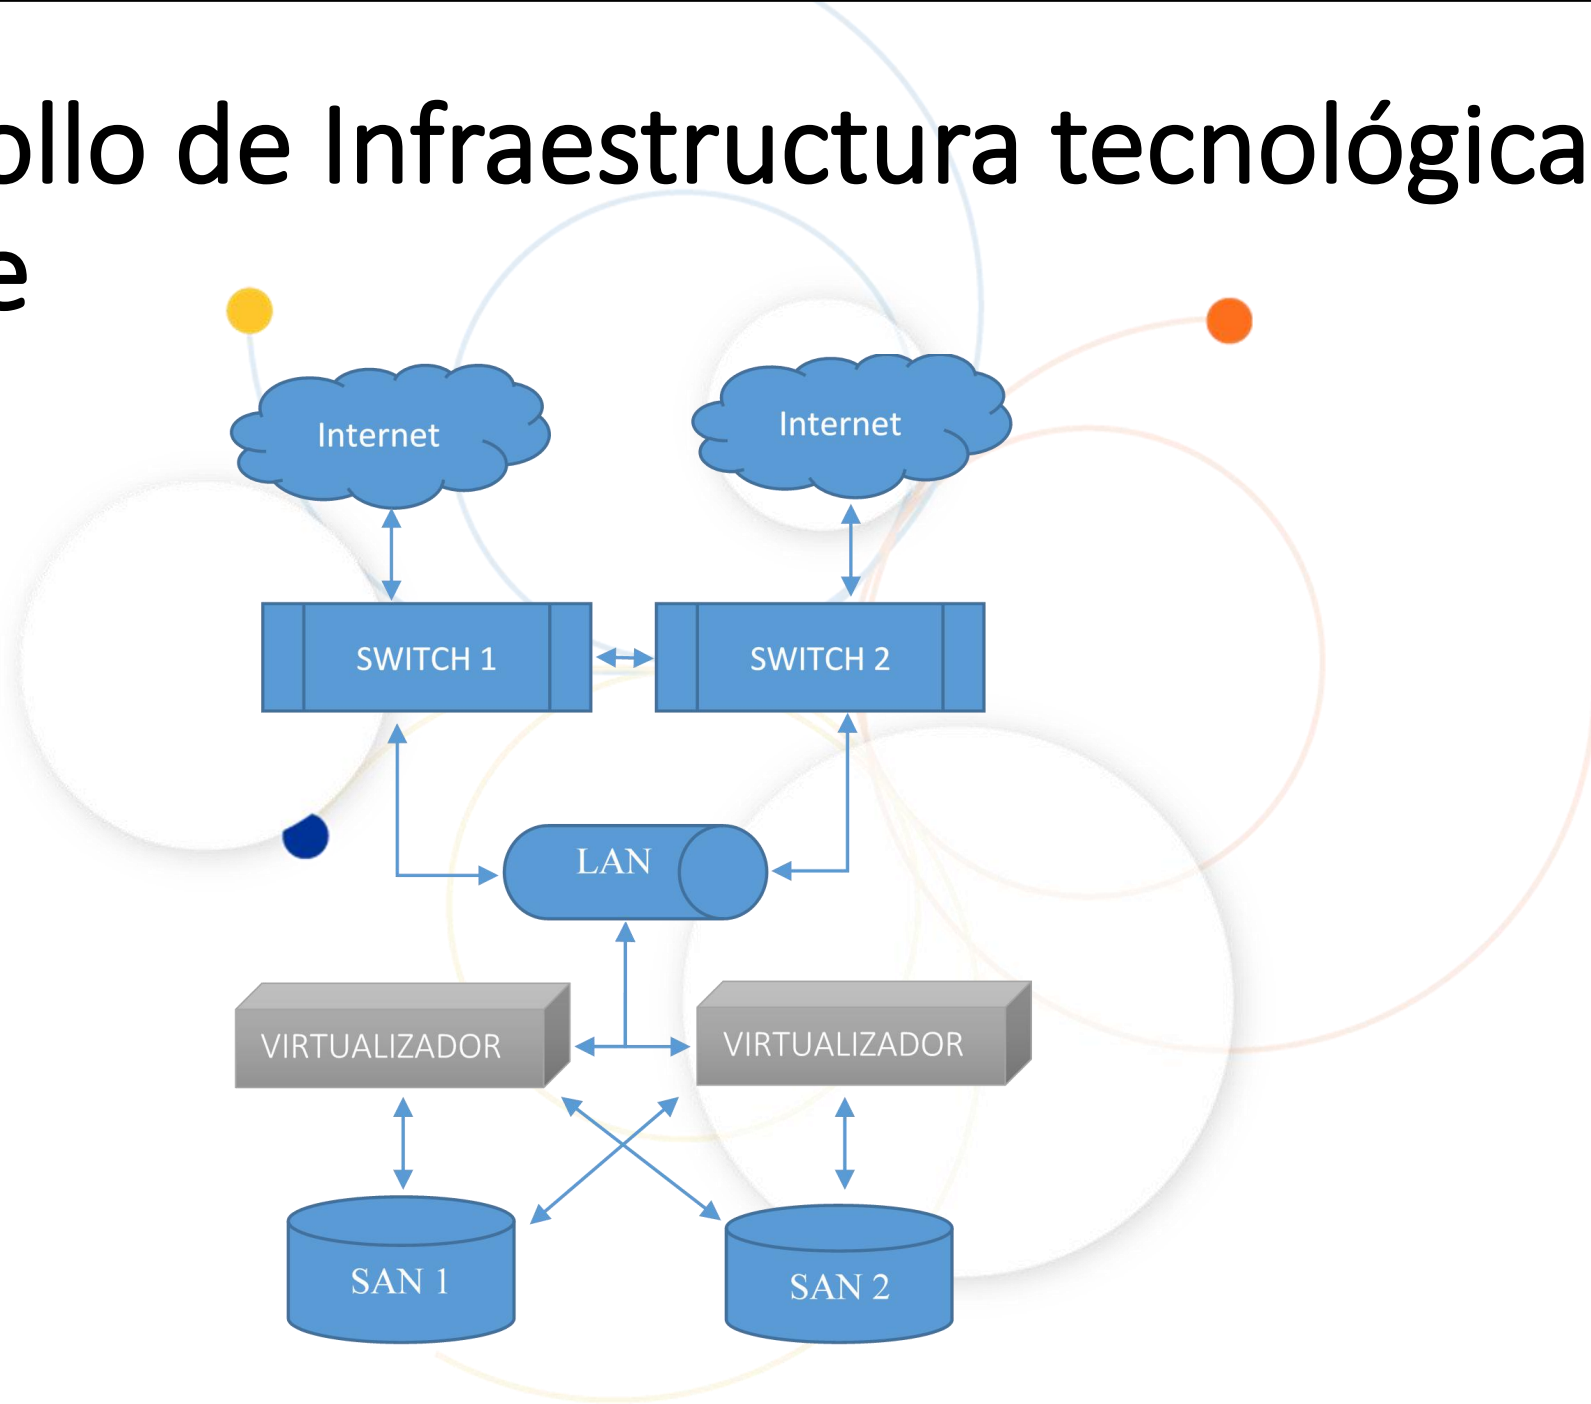 ollo de Infraestructura tecnológica
e
Internet
Internet
SWITCH 1
SWITCH 2
LAN
VIRTUALIZADOR
VIRTUALIZADOR
SAN 1
SAN 2